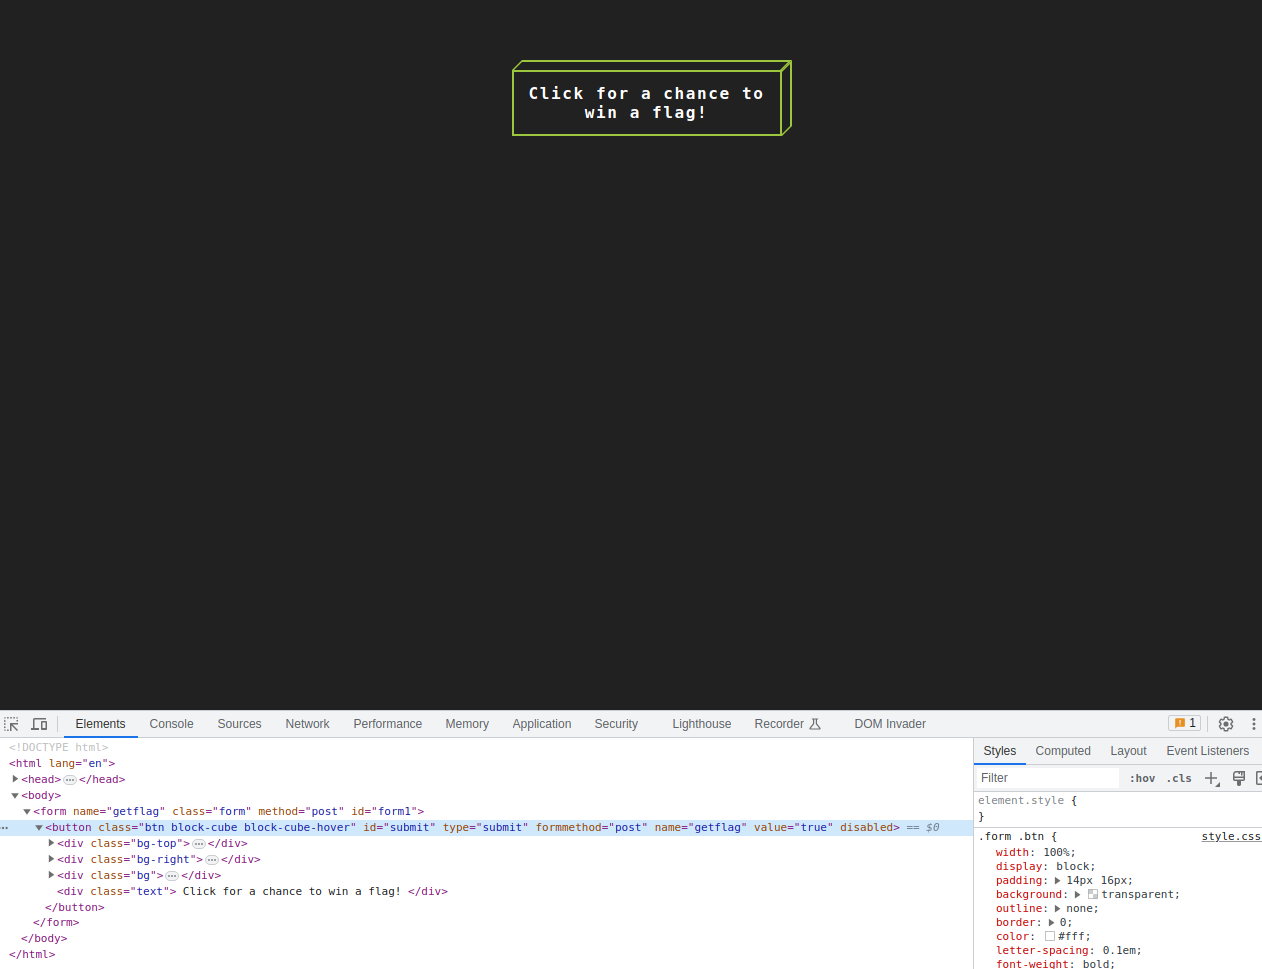 Click for a chance to
win a flag!
Elements Console Sources Network Performance Memory Application Security Lighthouse Recorder DOM Invader 1
<!DOCTYPE html>
<html lang="en">
<head>…</head>
<body>
<form name="getflag" class="form" method="post" id="form1">
<button class="btn block-cube block-cube-hover" id="submit" type="submit" formmethod="post" name="getflag" value="true" disabled> == $0
<div class="bg-top">…</div>
<div class="bg-right">…</div>
<div class="bg">…</div>
<div class="text"> Click for a chance to win a flag! </div>
</button>
</form>
</body>
</html>
Styles Computed Layout Event Listeners
Filter :hov .cls
element.style {
}
.form .btn { style.css
width: 100%;
display: block;
padding: 14px 16px;
background: transparent;
outline: none;
border: 0;
color: #fff;
letter-spacing: 0.1em;
font-weight: bold;